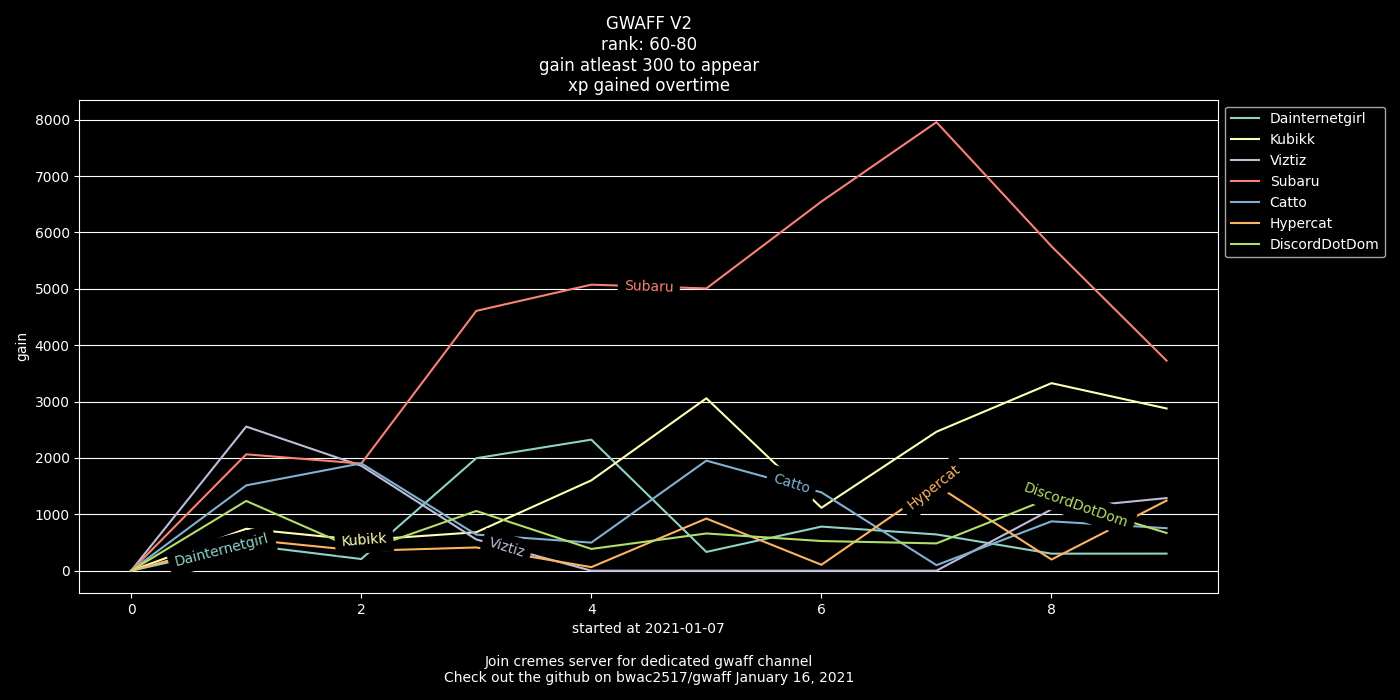 GWAFF V2
rank: 60-80
gain atleast 300 to appear
xp gained overtime
8000
7000
6000
5000
4000
3000
2000
1000
0
gain
0 2 4 6 8
started at 2021-01-07
Dainternetgirl
Kubikk
Viztiz
Subaru
Catto
Hypercat
DiscordDotDom
Dainternetgirl
Kubikk
Viztiz
Subaru
Catto
Hypercat
DiscordDotDom
Join cremes server for dedicated gwaff channel
Check out the github on bwac2517/gwaff January 16, 2021